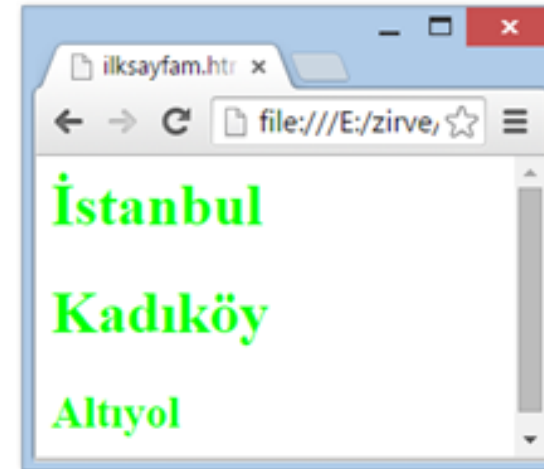 ilksayfam.htr
file:///E:/zirve/
İstanbul
Kadıköy
Altıyol